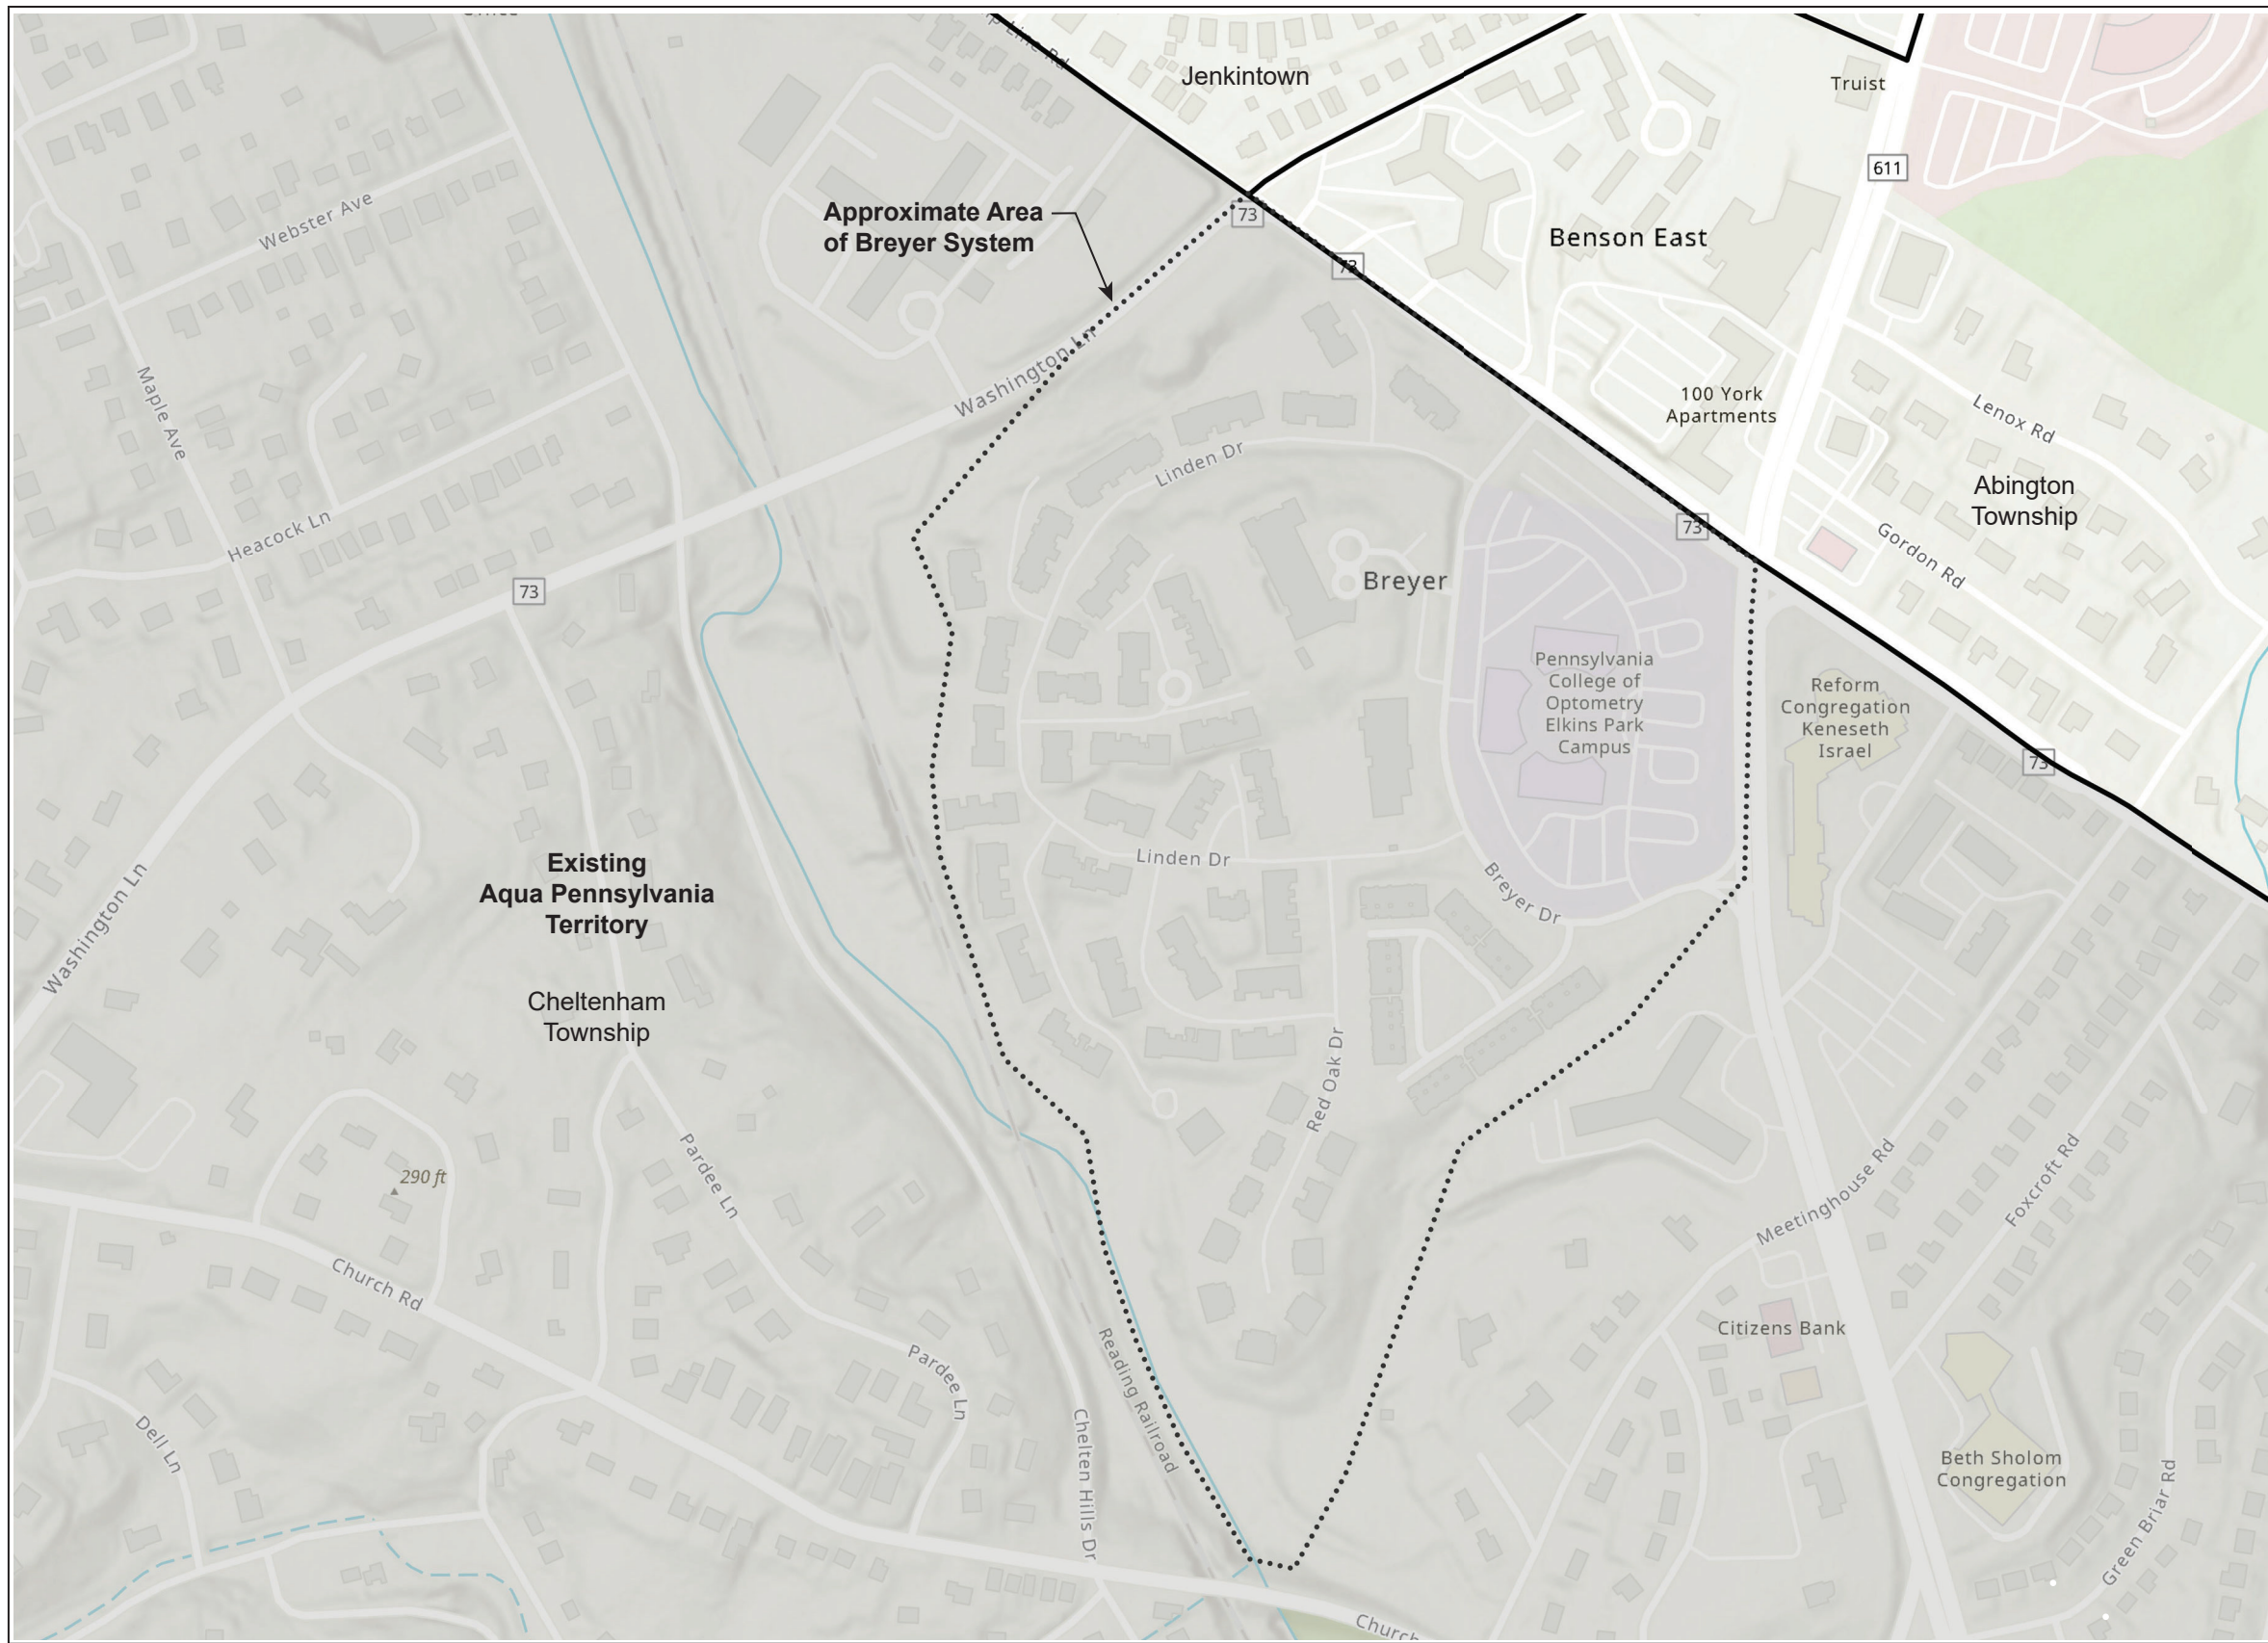 Jenkintown
Truist
611
Webster Ave
Approximate Area
of Breyer System
73
73
Benson East
Washington Ln
Maple Ave
100 York
Apartments
Lenox Rd
Linden Dr
Abington
Township
Heacock Ln
73
Gordon Rd
73
Breyer
Pennsylvania
College of
Optometry
Elkins Park
Campus
Reform
Congregation
Keneseth
Israel
73
Existing
Aqua Pennsylvania
Territory
Linden Dr
Breyer Dr
Washington Ln
Cheltenham
Township
Red Oak Dr
290 ft
Pardee Ln
Meetinghouse Rd
Foxcroft Rd
Church Rd
Citizens Bank
Pardee Ln
Reading Railroad
Chelten Hills Dr
Dell Ln
Beth Sholom
Congregation
Green Briar Rd
Church